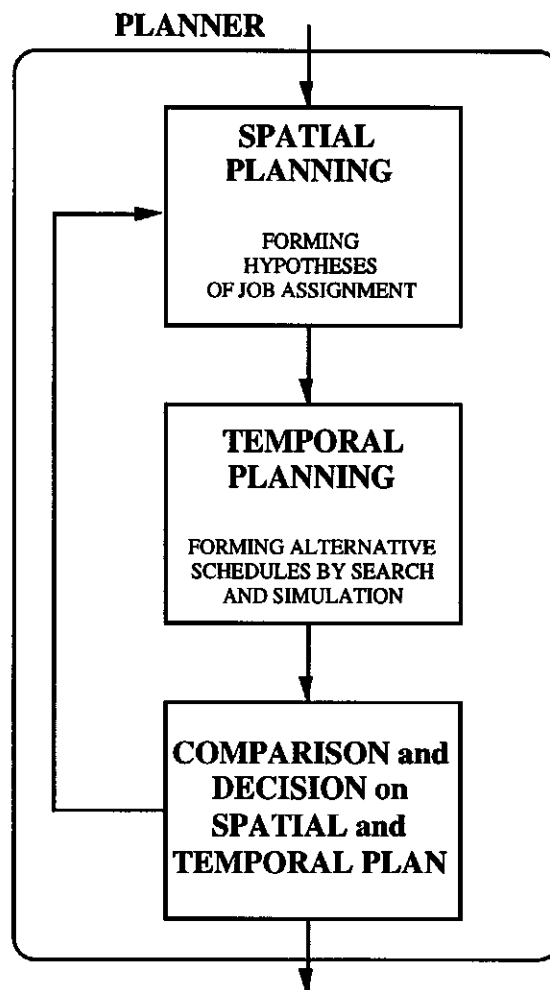 PLANNER
SPATIAL
PLANNING
FORMING
HYPOTHESES
OF JOB ASSIGNMENT
TEMPORAL
PLANNING
FORMING ALTERNATIVE
SCHEDULES BY SEARCH
AND SIMULATION
COMPARISON and
DECISION on
SPATIAL and
TEMPORAL PLAN